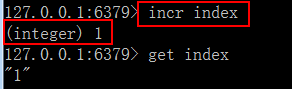 127.0.0.1:6379> incr index
(integer) 1
127.0.0.1:6379> get index
"1"